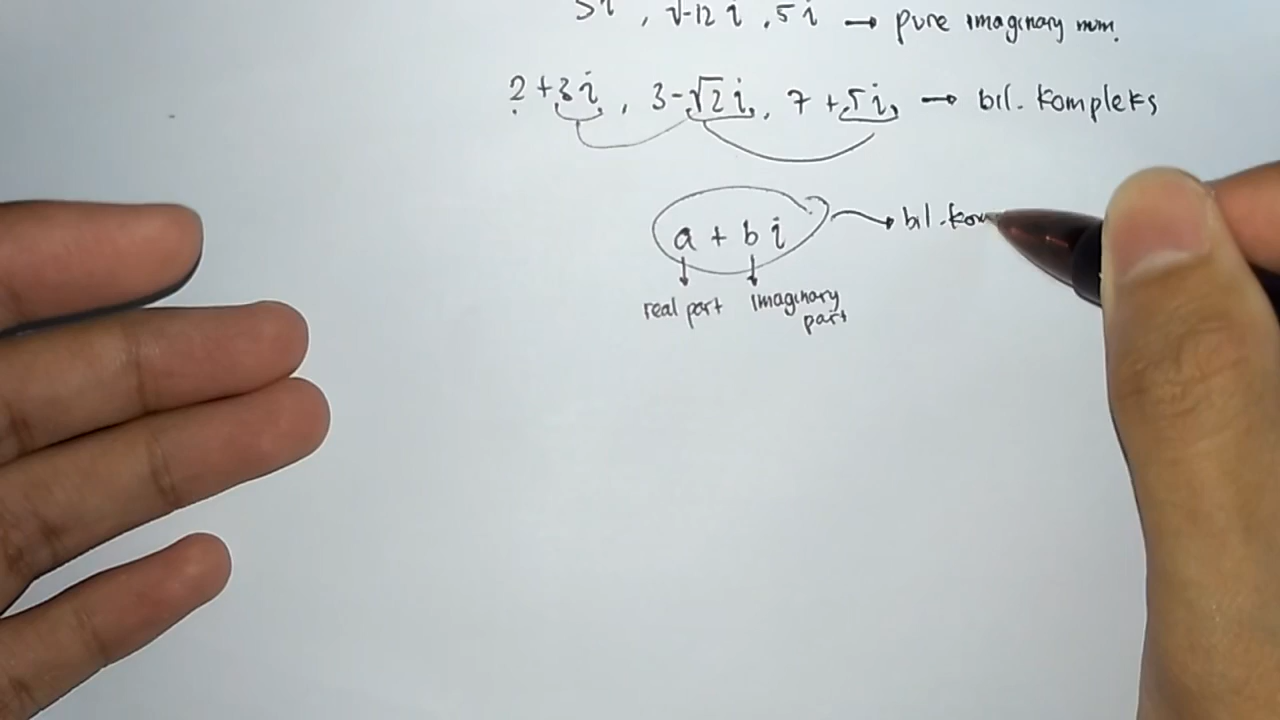 , √-12 i , 5 i → pure imaginary num.
2 + 3 i , 3 - √2 i , 7 + 5 i , → bil. kompleks
a + b i → bil. kom
real part imaginary
part